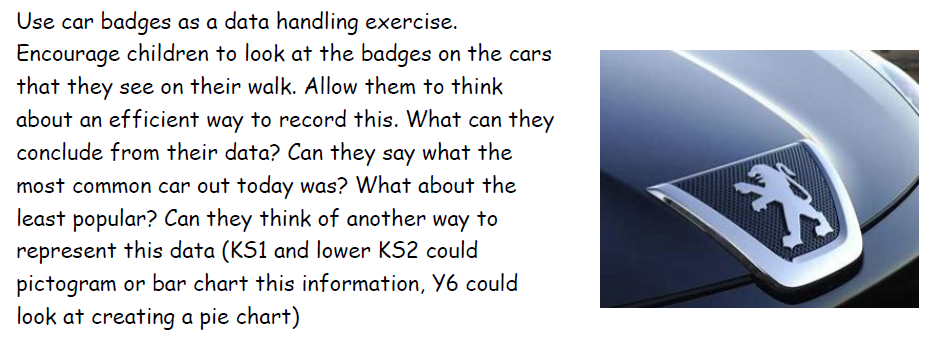 Use car badges as a data handling exercise.
Encourage children to look at the badges on the cars
that they see on their walk. Allow them to think
about an efficient way to record this. What can they
conclude from their data? Can they say what the
most common car out today was? What about the
least popular? Can they think of another way to
represent this data (KS1 and lower KS2 could
pictogram or bar chart this information, Y6 could
look at creating a pie chart)